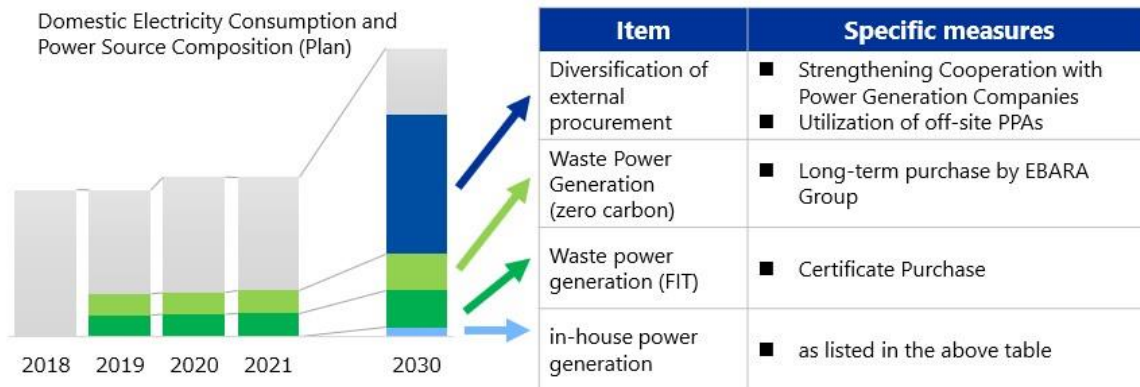 Domestic Electricity Consumption and
Power Source Composition (Plan)
2018
2019
2020
2021
2030
Item
Specific measures
Diversification of
external
procurement
■ Strengthening Cooperation with
Power Generation Companies
■ Utilization of off-site PPAs
Waste Power
Generation
(zero carbon)
■ Long-term purchase by EBARA
Group
Waste power
generation (FIT)
■ Certificate Purchase
in-house power
generation
■ as listed in the above table